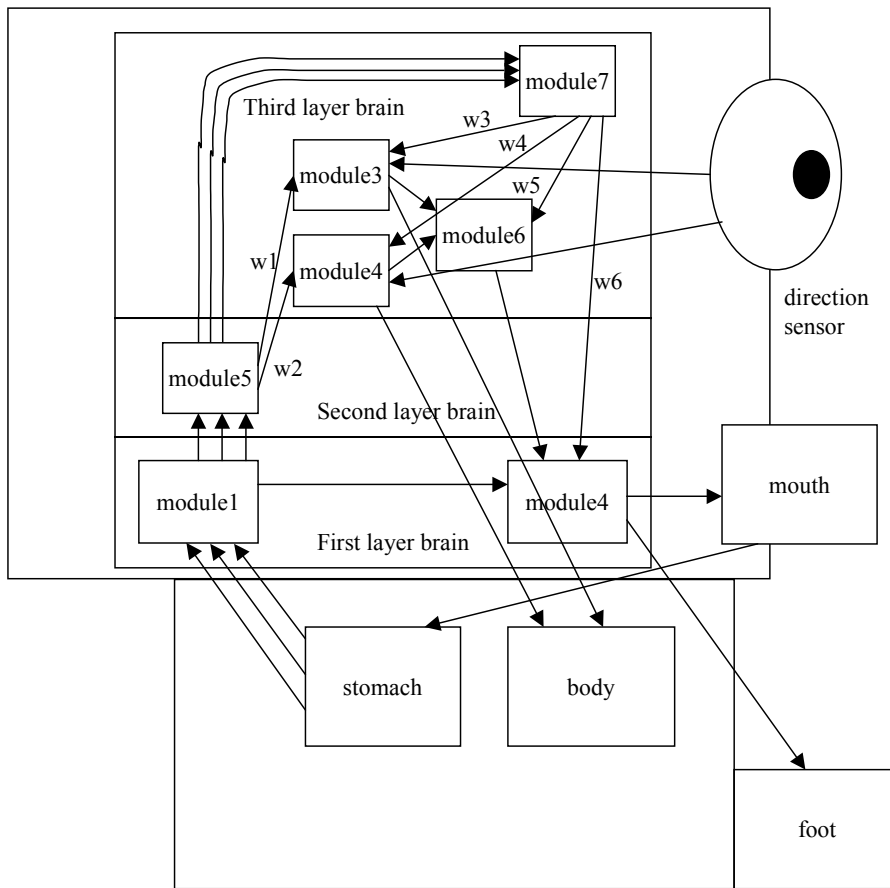 module7
Third layer brain
w3
w4
module3
w5
module6
w1
module4
w6
direction
sensor
w2
module5
Second layer brain
mouth
module1
module4
First layer brain
stomach
body
foot